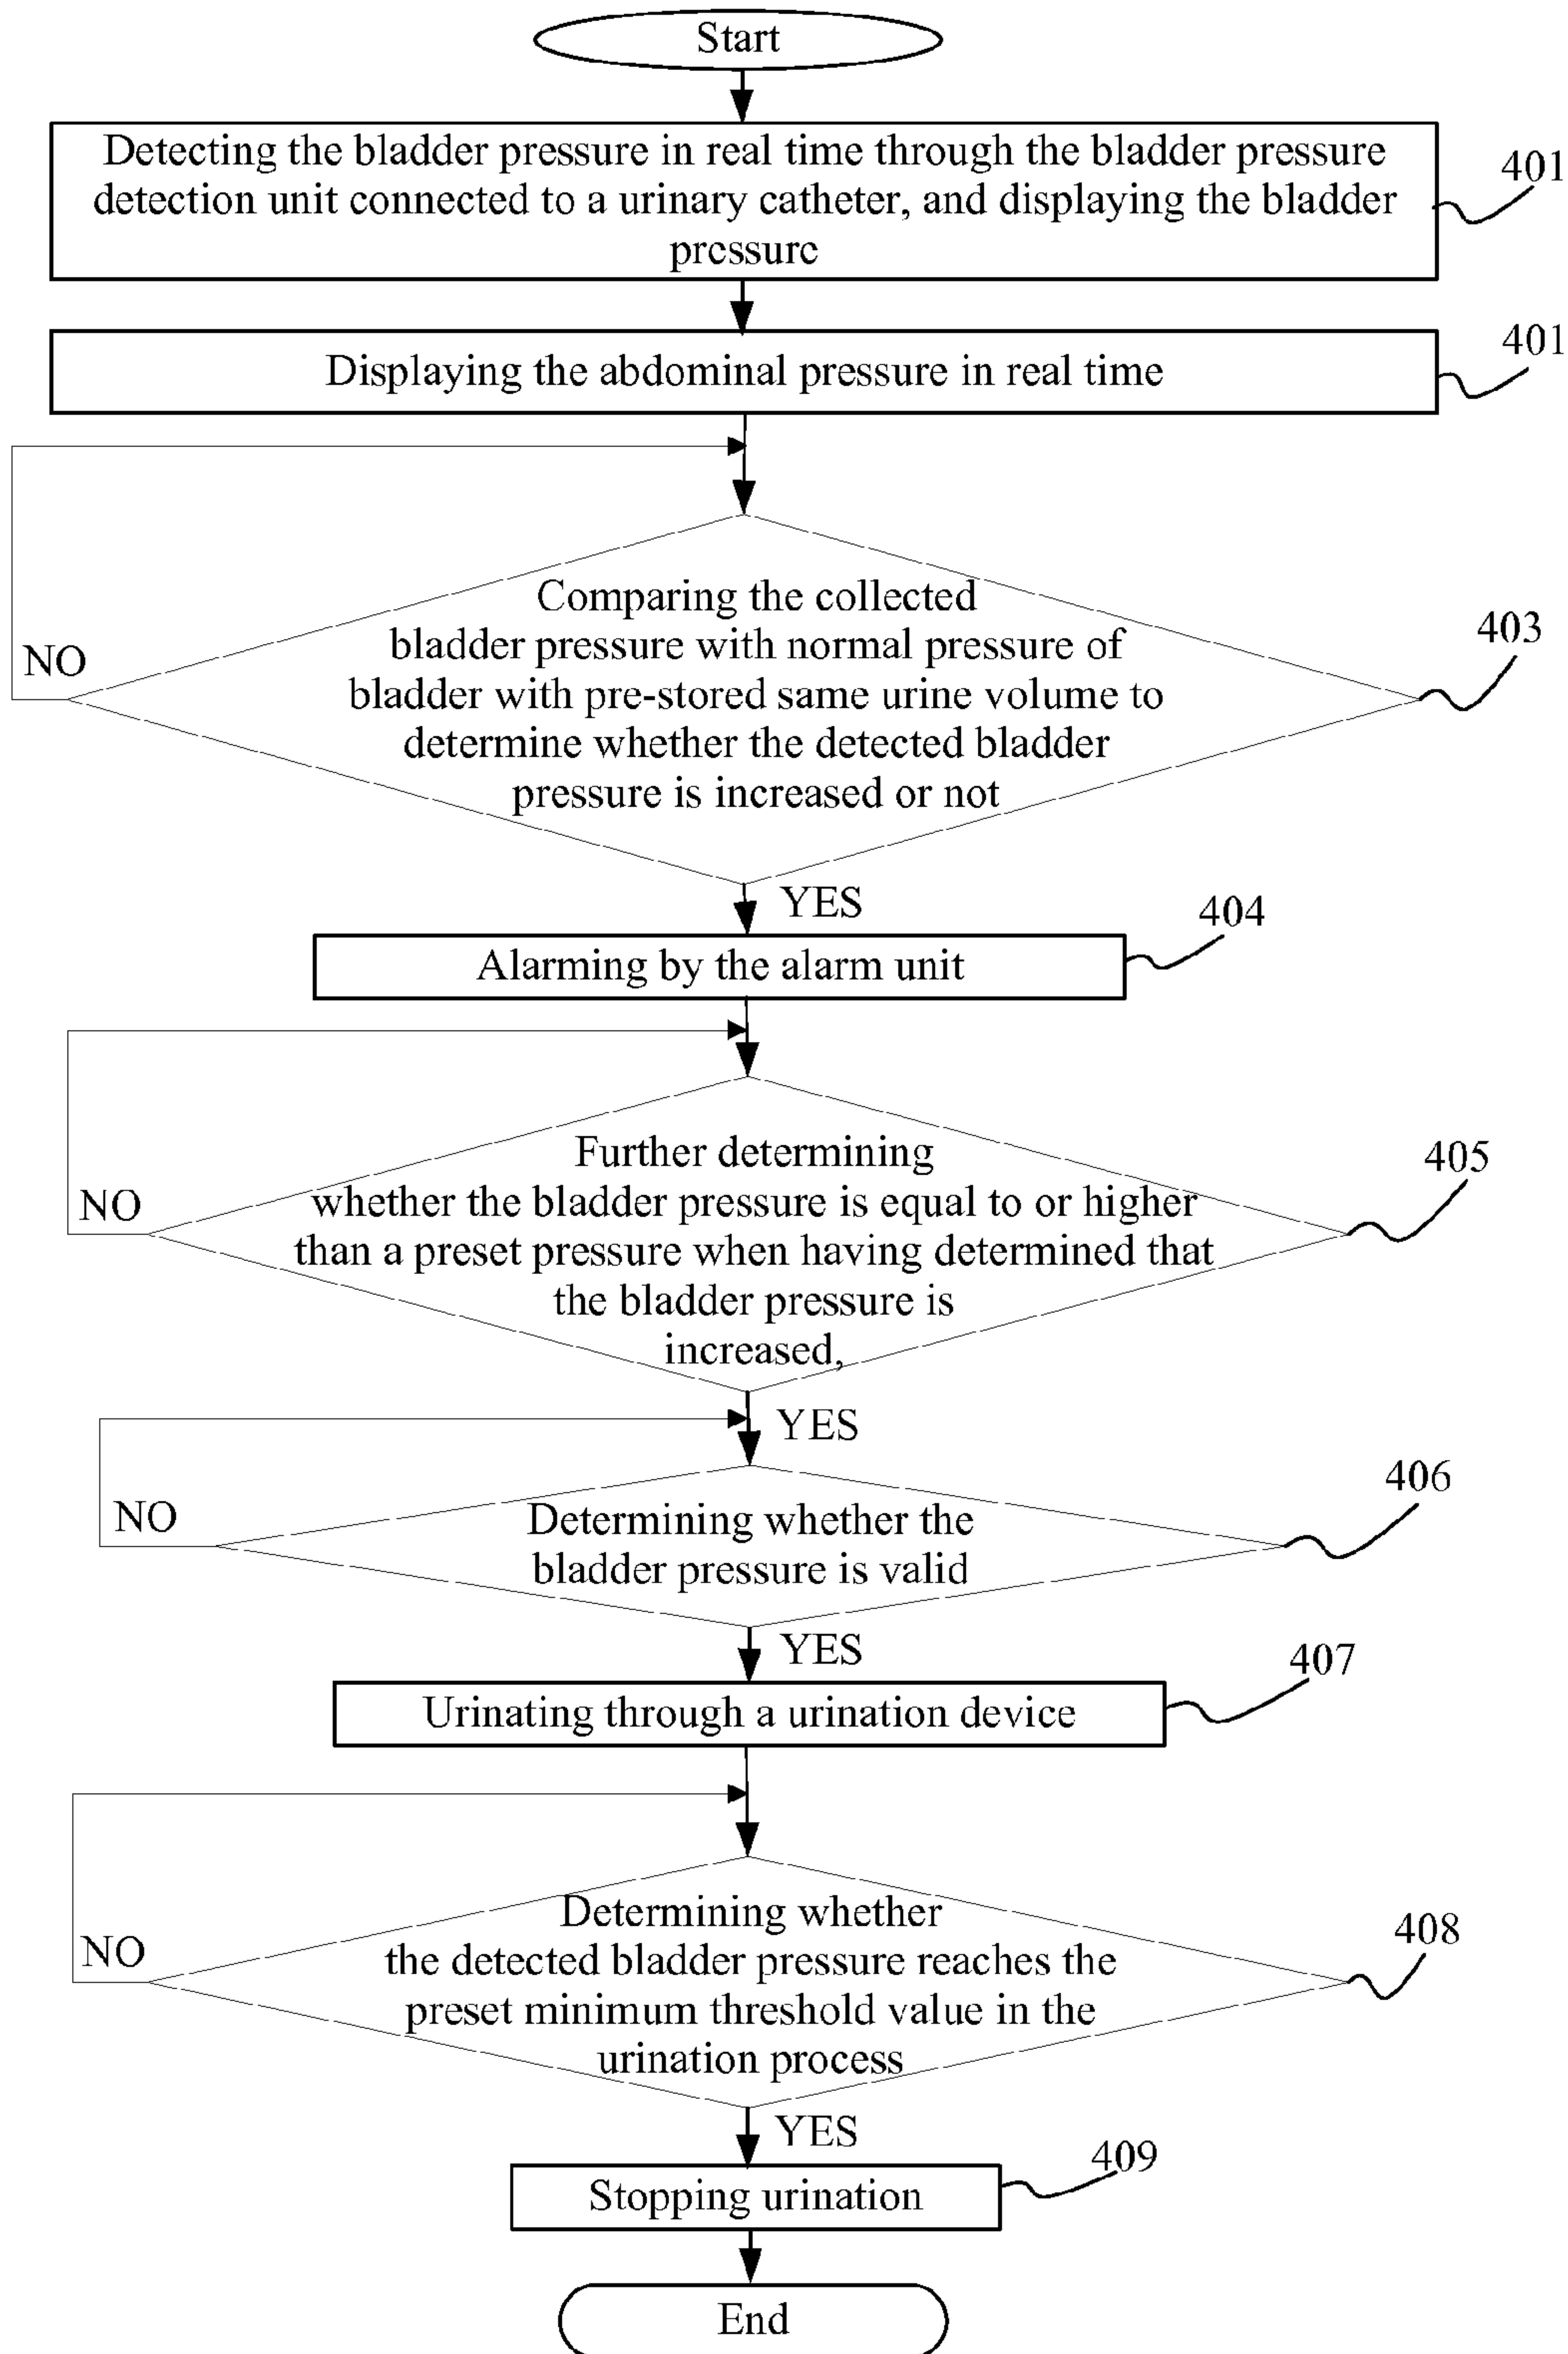 Start
Detecting the bladder pressure in real time through the bladder pressure
detection unit connected to a urinary catheter, and displaying the bladder
pressure
401
Displaying the abdominal pressure in real time
401
Comparing the collected
bladder pressure with normal pressure of
bladder with pre-stored same urine volume to
determine whether the detected bladder
pressure is increased or not
403
NO
YES
Alarming by the alarm unit
404
Further determining
whether the bladder pressure is equal to or higher
than a preset pressure when having determined that
the bladder pressure is
increased,
405
NO
YES
Determining whether the
bladder pressure is valid
406
NO
YES
Urinating through a urination device
407
Determining whether
the detected bladder pressure reaches the
preset minimum threshold value in the
urination process
408
NO
YES
Stopping urination
409
End